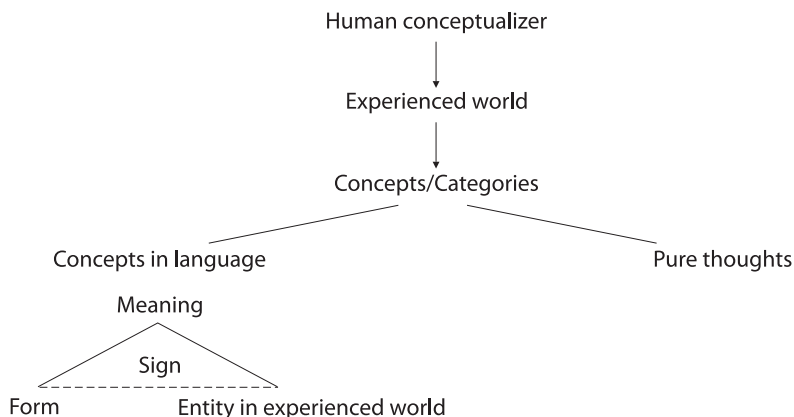 Human conceptualizer
Experienced world
Concepts/Categories
Concepts in language
Pure thoughts
Meaning
Sign
Form
Entity in experienced world